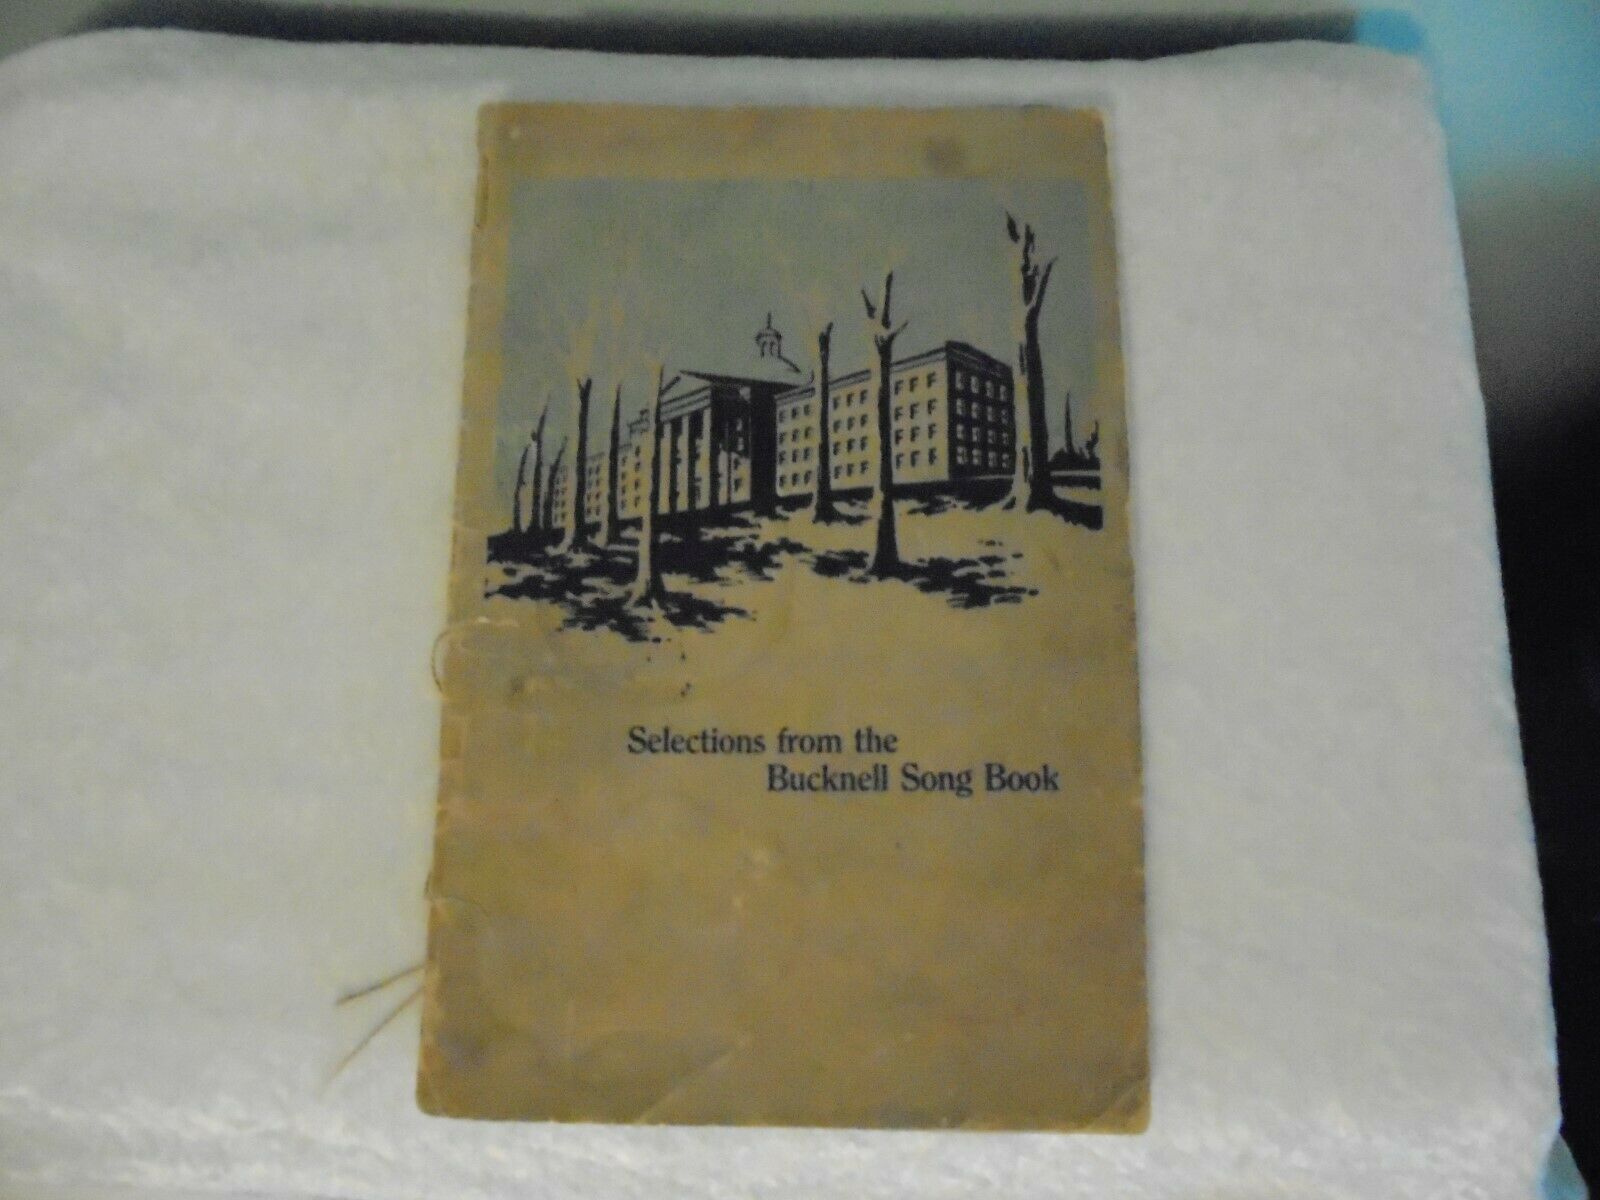 Selections from the
Bucknell Song Book